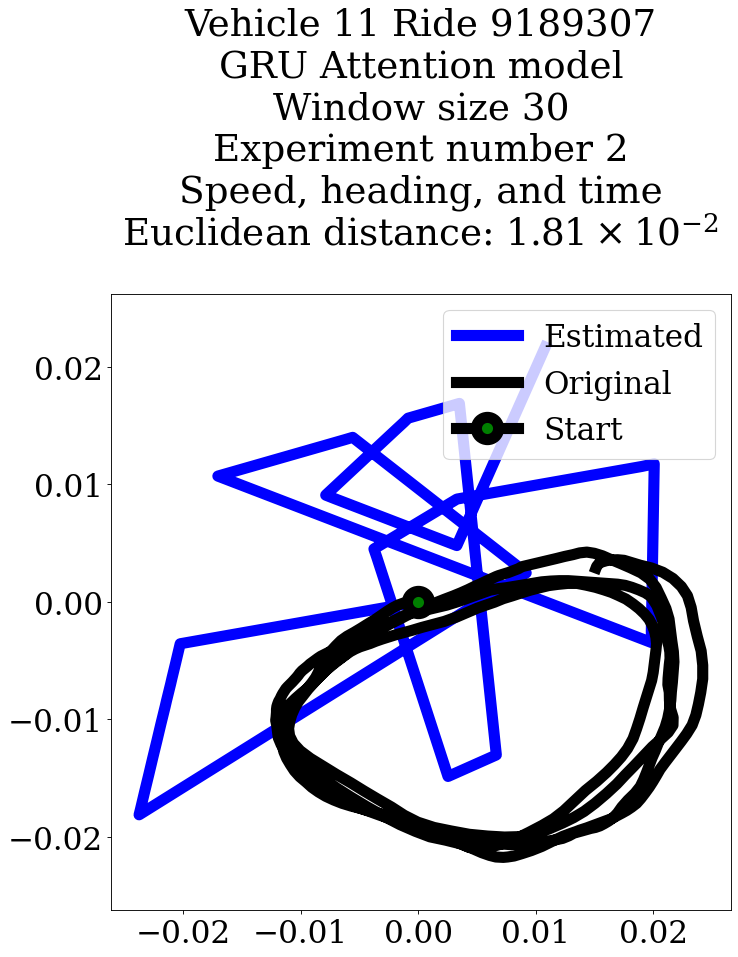 Vehicle 11 Ride 9189307
GRU Attention model
Window size 30
Experiment number 2
Speed, heading, and time
Euclidean distance: 1.81 × 10⁻²
Estimated
Original
Start
0.02
0.01
0.00
−0.01
−0.02
−0.02 −0.01 0.00 0.01 0.02